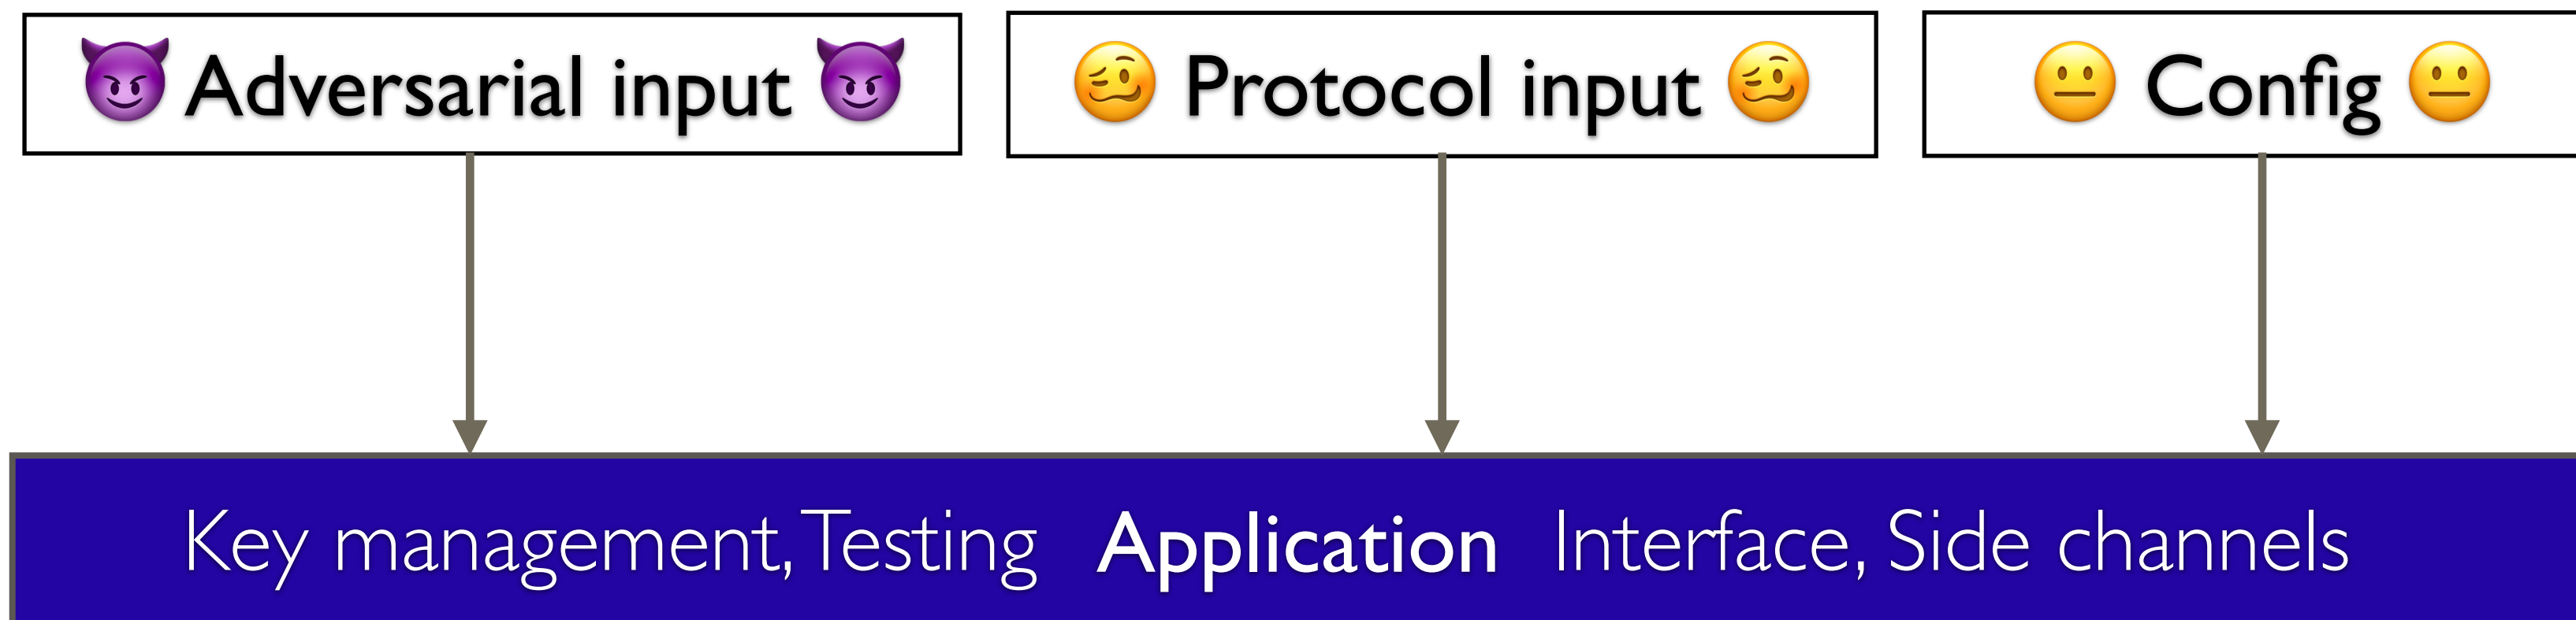 😈 Adversarial input 😈
🥴 Protocol input 🥴
😐 Config 😐
Key management, Testing Application Interface, Side channels